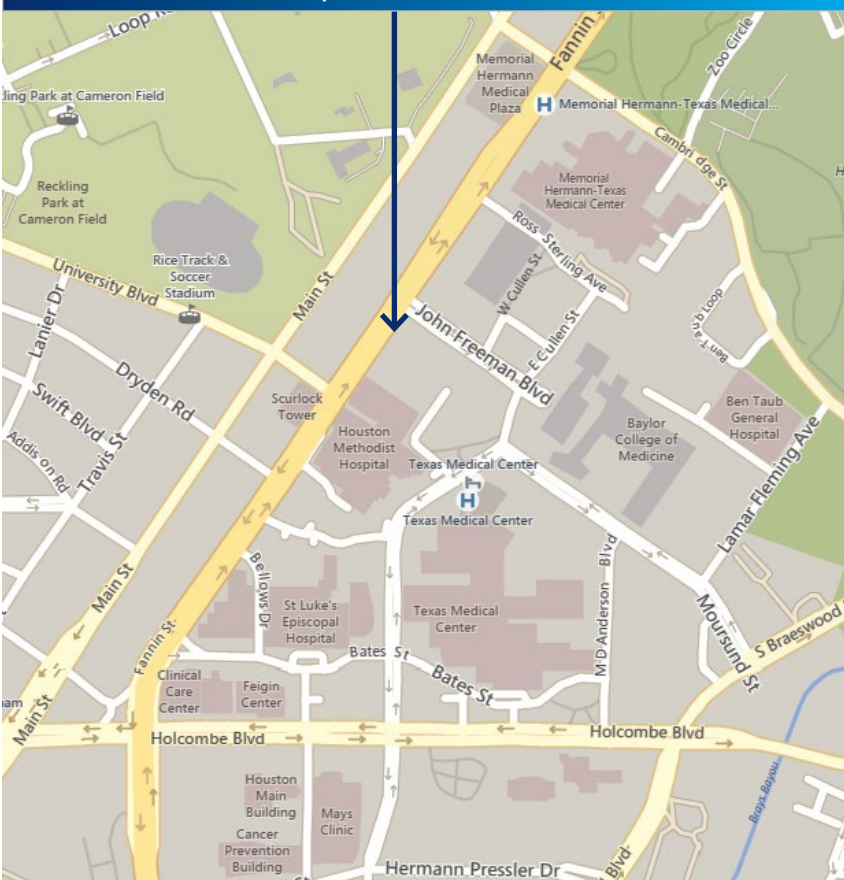 Loop
Fannin
Zoo Circle
Memorial
Hermann
Medical
Plaza
H Memorial Hermann-Texas Medical...
ling Park at Cameron Field
Cambridge St
Reckling
Park at
Cameron Field
Memorial
Hermann-Texas
Medical Center
Ross Sterling Ave
Rice Track &
Soccer
Stadium
University Blvd
Main St
W Cullen St
E Cullen St
Ben Taub Loop
Lanier Dr
John Freeman Blvd
Dryden Rd
Swift Blvd
Addison Rd
Travis St
Scurlock
Tower
Houston
Methodist
Hospital
Baylor
College of
Medicine
Ben Taub
General
Hospital
Lamar Fleming Ave
Texas Medical Center
H
Texas Medical Center
Main St
Bellows Dr
St Luke's
Episcopal
Hospital
Texas Medical
Center
M D Anderson Blvd
Moursund St
S Braeswood
Fannin St
Bates St
Bates St
Clinical
Care
Center
Feigin
Center
am
Main St
Holcombe Blvd
Holcombe Blvd
Brays Bayou
Houston
Main
Building
Mays
Clinic
Cancer
Prevention
Building
Hermann Pressler Dr
Blvd